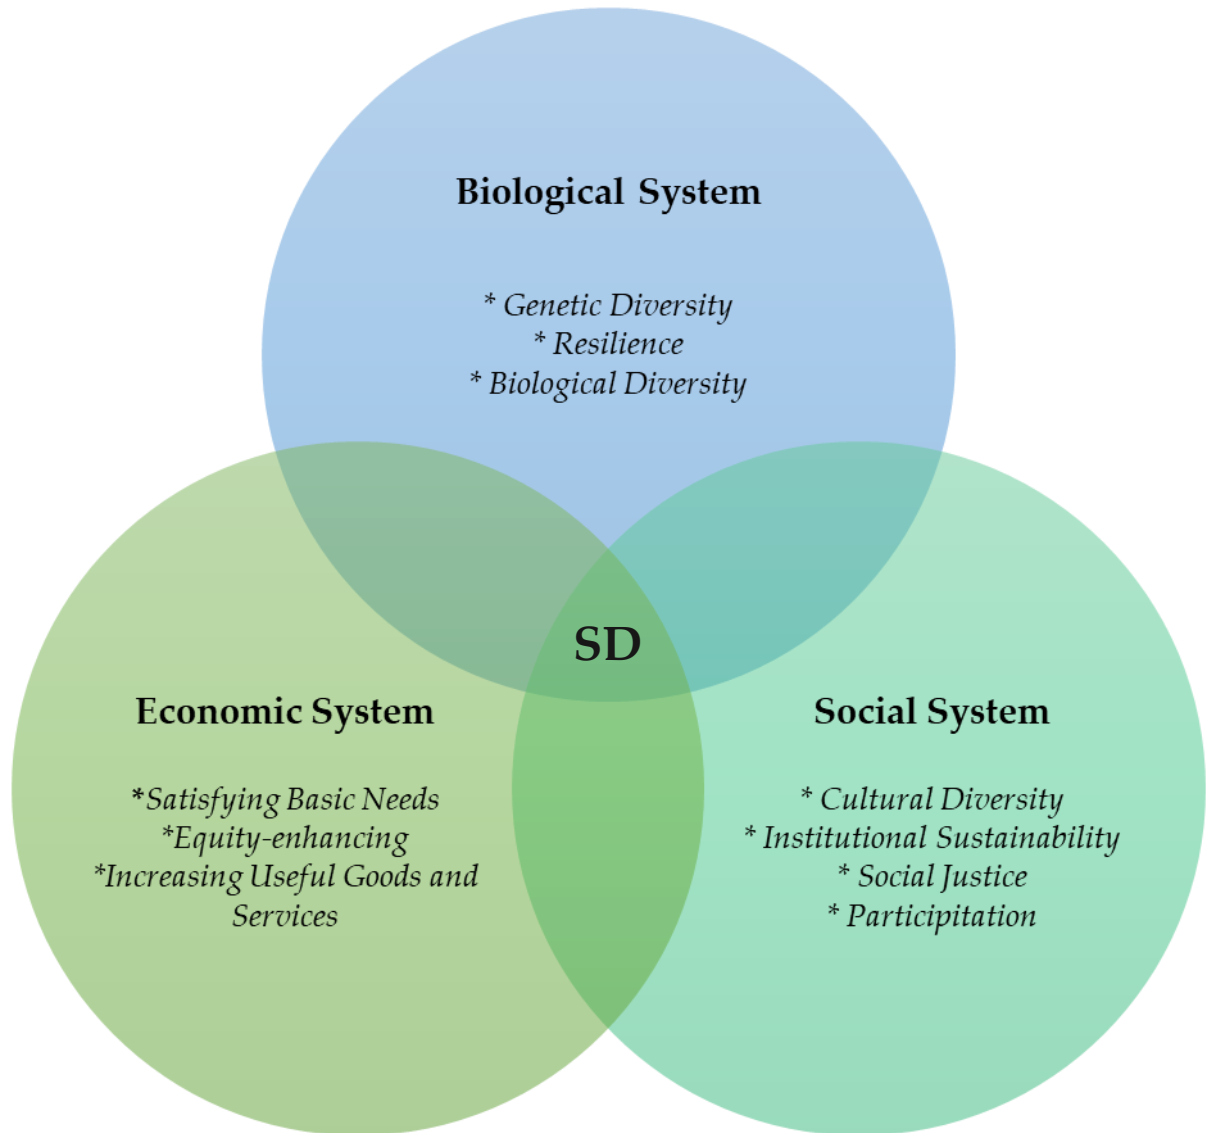 Biological System
* Genetic Diversity
* Resilience
* Biological Diversity
SD
Economic System
*Satisfying Basic Needs
*Equity-enhancing
*Increasing Useful Goods and
Services
Social System
* Cultural Diversity
* Institutional Sustainability
* Social Justice
* Participitation